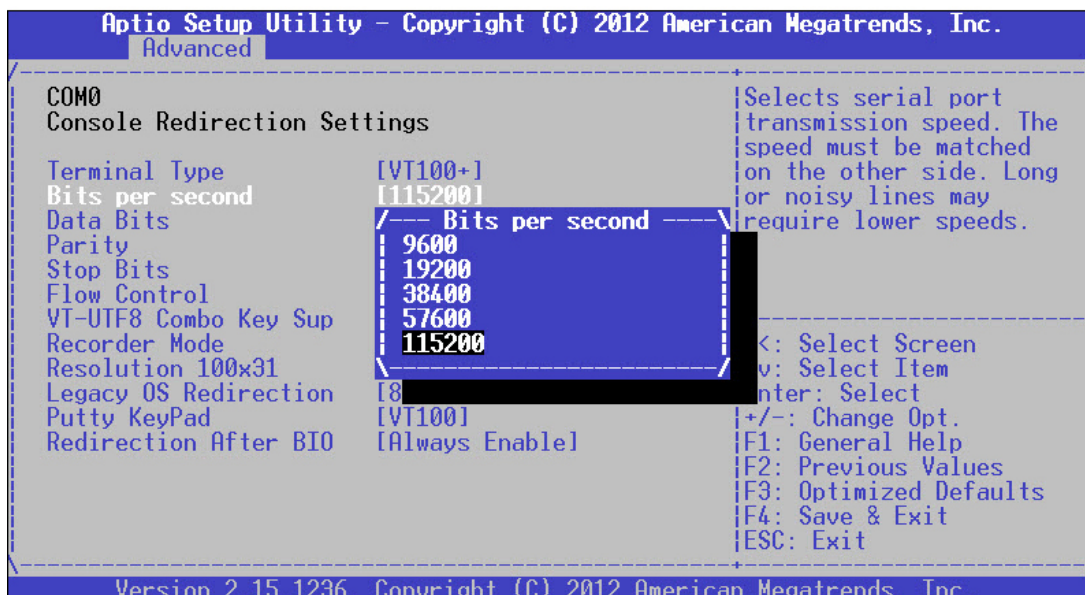 Aptio Setup Utility - Copyright (C) 2012 American Megatrends, Inc.
Advanced
COM0
Console Redirection Settings
Terminal Type [VT100+]
Bits per second [115200]
Data Bits
Parity
Stop Bits
Flow Control
VT-UTF8 Combo Key Sup
Recorder Mode
Resolution 100x31
Legacy OS Redirection [8
Putty KeyPad [VT100]
Redirection After BIO [Always Enable]
Bits per second
9600
19200
38400
57600
115200
Selects serial port
transmission speed. The
speed must be matched
on the other side. Long
or noisy lines may
require lower speeds.
<: Select Screen
v: Select Item
nter: Select
+/-: Change Opt.
F1: General Help
F2: Previous Values
F3: Optimized Defaults
F4: Save & Exit
ESC: Exit
Version 2.15.1236. Copyright (C) 2012 American Megatrends, Inc.